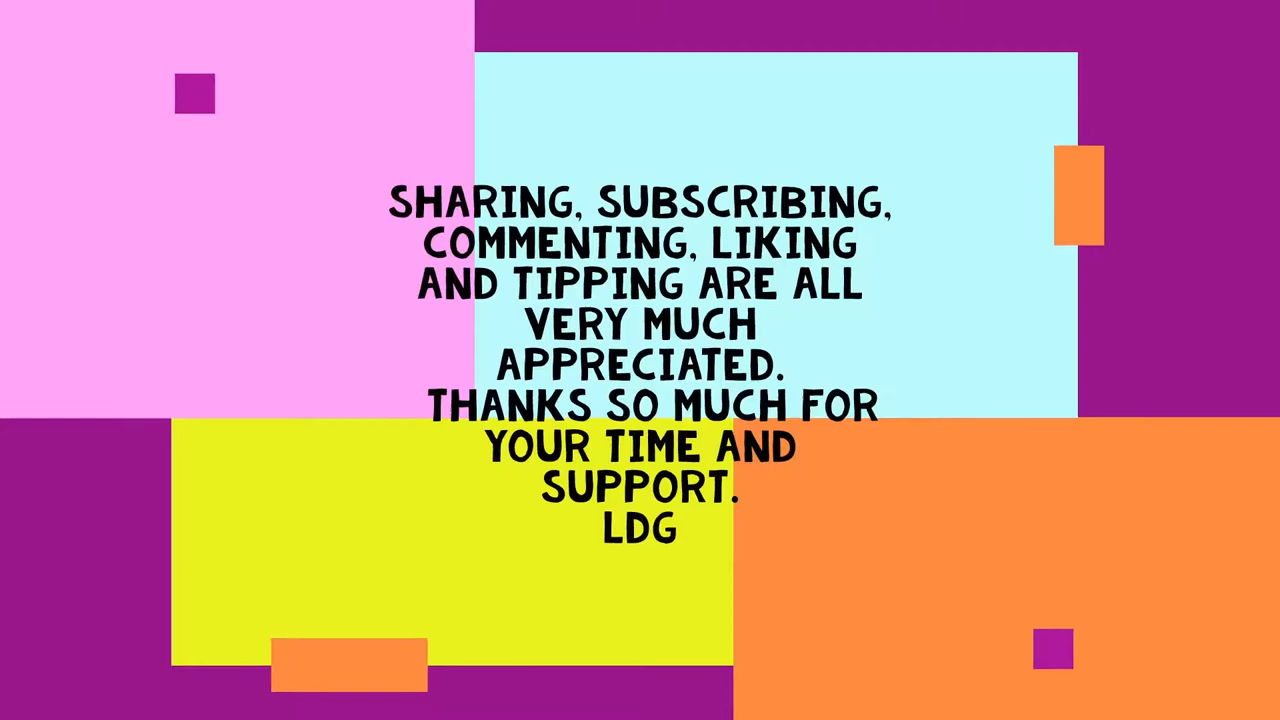 SHARING, SUBSCRIBING,
COMMENTING, LIKING
AND TIPPING ARE ALL
VERY MUCH
APPRECIATED.
THANKS SO MUCH FOR
YOUR TIME AND
SUPPORT.
LDG